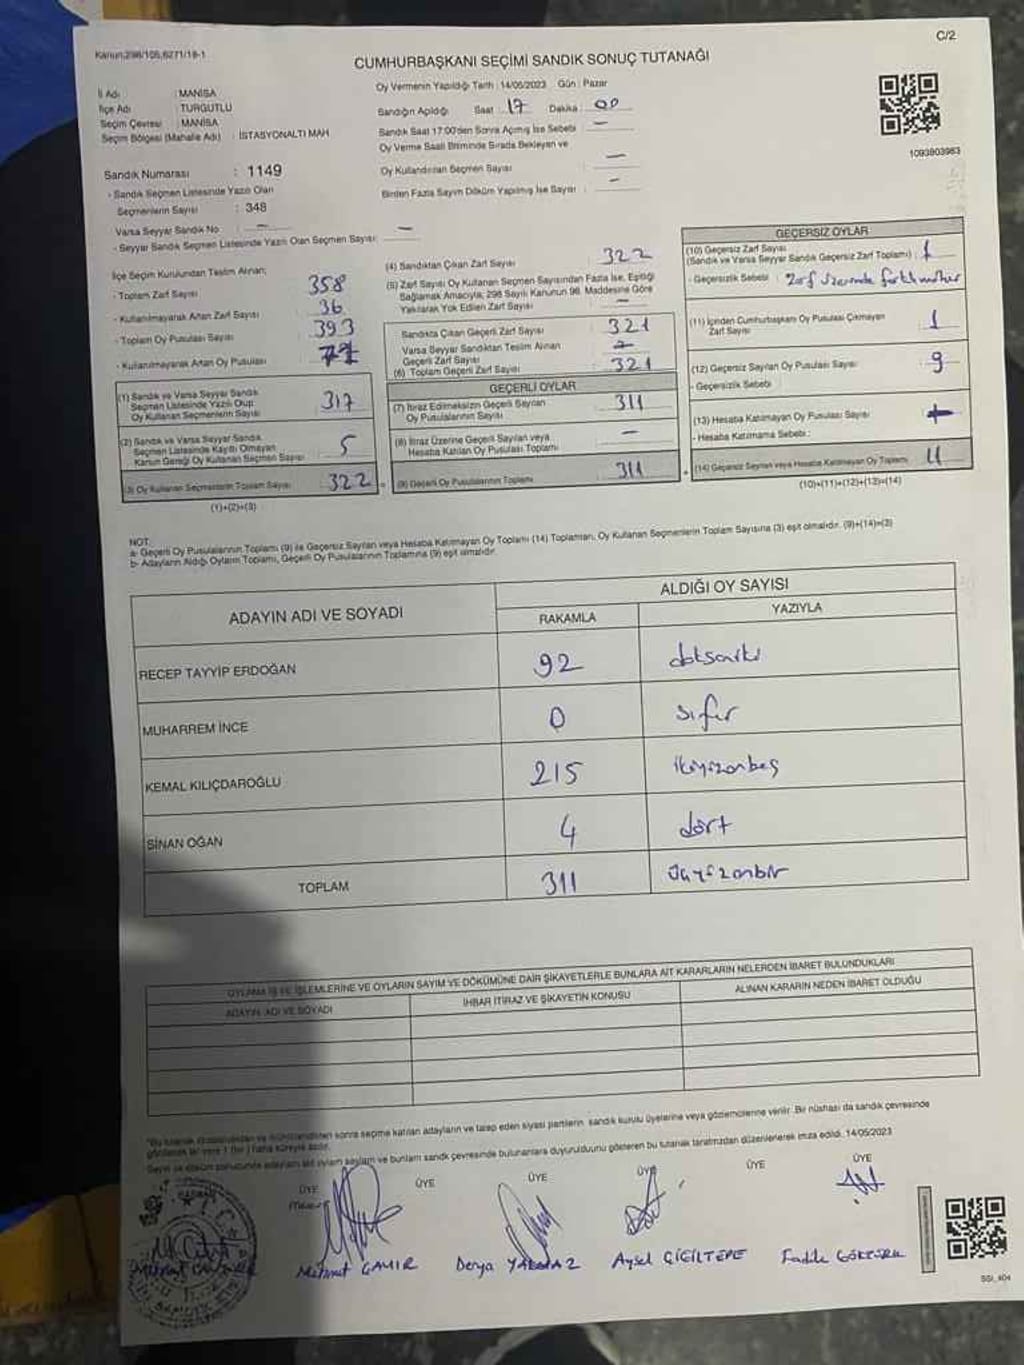 Kanun:298/105,6271/19-1
C/2
CUMHURBAŞKANI SEÇİMİ SANDIK SONUÇ TUTANAĞI
Oy Vermenin Yapıldığı Tarih : 14/05/2023 Gün : Pazar
İl Adı : MANİSA
İlçe Adı : TURGUTLU
Seçim Çevresi : MANİSA
Seçim Bölgesi (Mahalle Adı) : İSTASYONALTI MAH
Sandığın Açıldığı Saat 17 Dakika : 00
Sandık Saat 17:00'den Sonra Açılmış İse Sebebi : —
Oy Verme Saati Bitiminde Sırada Bekleyen ve
Oy Kullandırılan Seçmen Sayısı : —
Birden Fazla Sayım Döküm Yapılmış İse Sayısı : —
1093803963
Sandık Numarası : 1149
- Sandık Seçmen Listesinde Yazılı Olan
Seçmenlerin Sayısı : 348
Varsa Seyyar Sandık No : —
- Seyyar Sandık Seçmen Listesinde Yazılı Olan Seçmen Sayısı: —
İlçe Seçim Kurulundan Teslim Alınan;
- Toplam Zarf Sayısı 358
- Kullanılmayarak Artan Zarf Sayısı 36
- Toplam Oy Pusulası Sayısı 393
- Kullanılmayarak Artan Oy Pusulası
(1) Sandık ve Varsa Seyyar Sandık
Seçmen Listesinde Yazılı Olup
Oy Kullanan Seçmenlerin Sayısı 317
(2) Sandık ve Varsa Seyyar Sandık
Seçmen Listesinde Kayıtlı Olmayan
Kanun Gereği Oy Kullanan Seçmen Sayısı 5
(3) Oy Kullanan Seçmenlerin Toplam Sayısı 322
(1)+(2)=(3)
(4) Sandıktan Çıkan Zarf Sayısı : 322
(5) Zarf Sayısı Oy Kullanan Seçmen Sayısından Fazla İse, Eşitliği
Sağlamak Amacıyla; 298 Sayılı Kanunun 98. Maddesine Göre
Yakılarak Yok Edilen Zarf Sayısı : —
Sandıkta Çıkan Geçerli Zarf Sayısı : 321
Varsa Seyyar Sandıktan Teslim Alınan
Geçerli Zarf Sayısı :
(6) Toplam Geçerli Zarf Sayısı : 321
GEÇERLİ OYLAR
(7) İtiraz Edilmeksizin Geçerli Sayılan
Oy Pusulalarının Sayısı : 311
(8) İtiraz Üzerine Geçerli Sayılan veya
Hesaba Katılan Oy Pusulası Toplamı : —
(9) Geçerli Oy Pusulalarının Toplamı : 311
GEÇERSİZ OYLAR
(10) Geçersiz Zarf Sayısı
(Sandık ve Varsa Seyyar Sandık Geçersiz Zarf Toplamı) : 1
- Geçersizlik Sebebi :
(11) İçinden Cumhurbaşkanı Oy Pusulası Çıkmayan
Zarf Sayısı : 1
(12) Geçersiz Sayılan Oy Pusulası Sayısı : 9
- Geçersizlik Sebebi
(13) Hesaba Katılmayan Oy Pusulası Sayısı :
- Hesaba Katılmama Sebebi :
(14) Geçersiz Sayılan veya Hesaba Katılmayan Oy Toplamı : 11
(10)+(11)+(12)+(13)=(14)
NOT:
a- Geçerli Oy Pusulalarının Toplamı (9) ile Geçersiz Sayılan veya Hesaba Katılmayan Oy Toplamı (14) Toplamları, Oy Kullanan Seçmenlerin Toplam Sayısına (3) eşit olmalıdır. (9)+(14)=(3)
b- Adayların Aldığı Oyların Toplamı, Geçerli Oy Pusulalarının Toplamına (9) eşit olmalıdır.
ADAYIN ADI VE SOYADI
ALDIĞI OY SAYISI
RAKAMLA YAZIYLA
RECEP TAYYİP ERDOĞAN 92 doksaniki
MUHARREM İNCE 0 sıfır
KEMAL KILIÇDAROĞLU 215 ikiyüzonbeş
SİNAN OĞAN 4 dört
TOPLAM 311 üçyüzonbir
OYLAMA İŞ VE İŞLEMLERİNE VE OYLARIN SAYIM VE DÖKÜMÜNE DAİR ŞİKAYETLERLE BUNLARA AİT KARARLARIN NELERDEN İBARET BULUNDUKLARI
ADAYIN ADI VE SOYADI İHBAR İTİRAZ VE ŞİKAYETİN KONUSU ALINAN KARARIN NEDEN İBARET OLDUĞU
sonra seçime katılan adayların ve talep eden siyasi partilerin sandık kurulu üyelerine veya gözlemcilerine verilir. Bir nüshası da sandık çevresinde
ve bunların sandık çevresinde bulunanlara duyurulduğunu gösteren bu tutanak tarafımızdan düzenlenerek imza edildi. 14/05/2023
ÜYE ÜYE ÜYE ÜYE ÜYE ÜYE
Mehmet ÇAMIR Derya Aysel ÇİĞİLTEPE Fadile GÖKTÜRK
SGİ_404